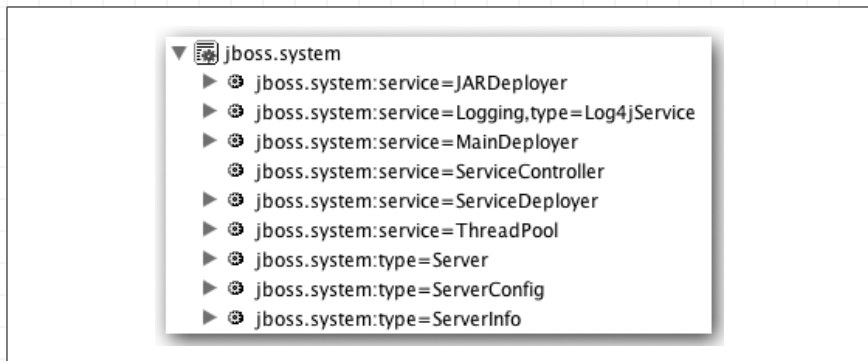 jboss.system
jboss.system:service=JARDeployer
jboss.system:service=Logging,type=Log4jService
jboss.system:service=MainDeployer
jboss.system:service=ServiceController
jboss.system:service=ServiceDeployer
jboss.system:service=ThreadPool
jboss.system:type=Server
jboss.system:type=ServerConfig
jboss.system:type=ServerInfo